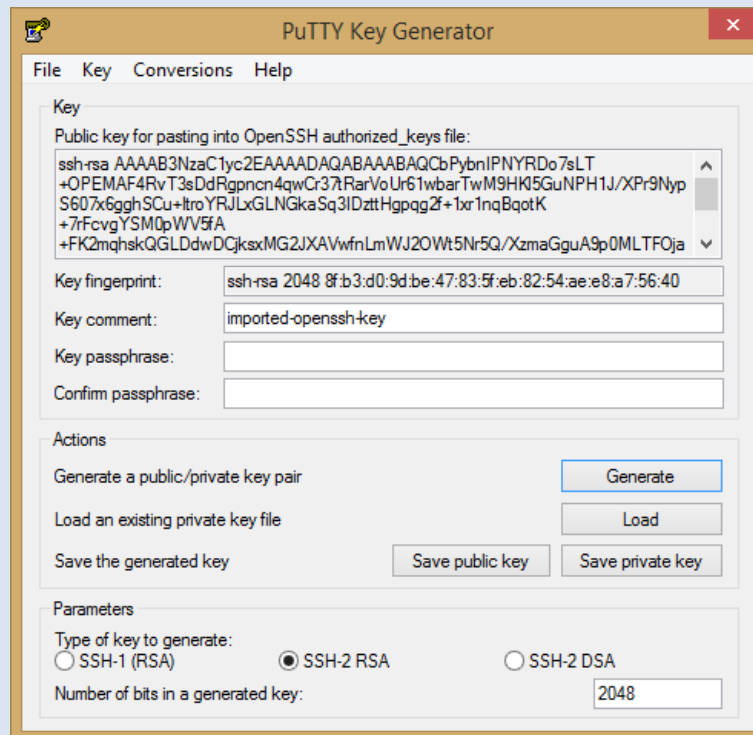 PuTTY Key Generator
File Key Conversions Help
Key
Public key for pasting into OpenSSH authorized_keys file:
ssh-rsa AAAAB3NzaC1yc2EAAAADAQABAAABAQCbPybnIPNYRDo7sLT
+OPEMAF4RvT3sDdRgpncn4qwCr37tRarVoUr61wbarTwM9HKl5GuNPH1J/XPr9Nyp
S607x6gghSCu+ltroYRJLxGLNGkaSq3IDzttHgpqg2f+1xr1nqBqotK
+7rFcvgYSM0pWV5fA
+FK2mqhskQGLDdwDCjksxMG2JXAVwfnLmWJ2OWt5Nr5Q/XzmaGguA9p0MLTFOja
Key fingerprint: ssh-rsa 2048 8f:b3:d0:9d:be:47:83:5f:eb:82:54:ae:e8:a7:56:40
Key comment: imported-openssh-key
Key passphrase:
Confirm passphrase:
Actions
Generate a public/private key pair Generate
Load an existing private key file Load
Save the generated key Save public key Save private key
Parameters
Type of key to generate:
SSH-1 (RSA) SSH-2 RSA SSH-2 DSA
Number of bits in a generated key: 2048